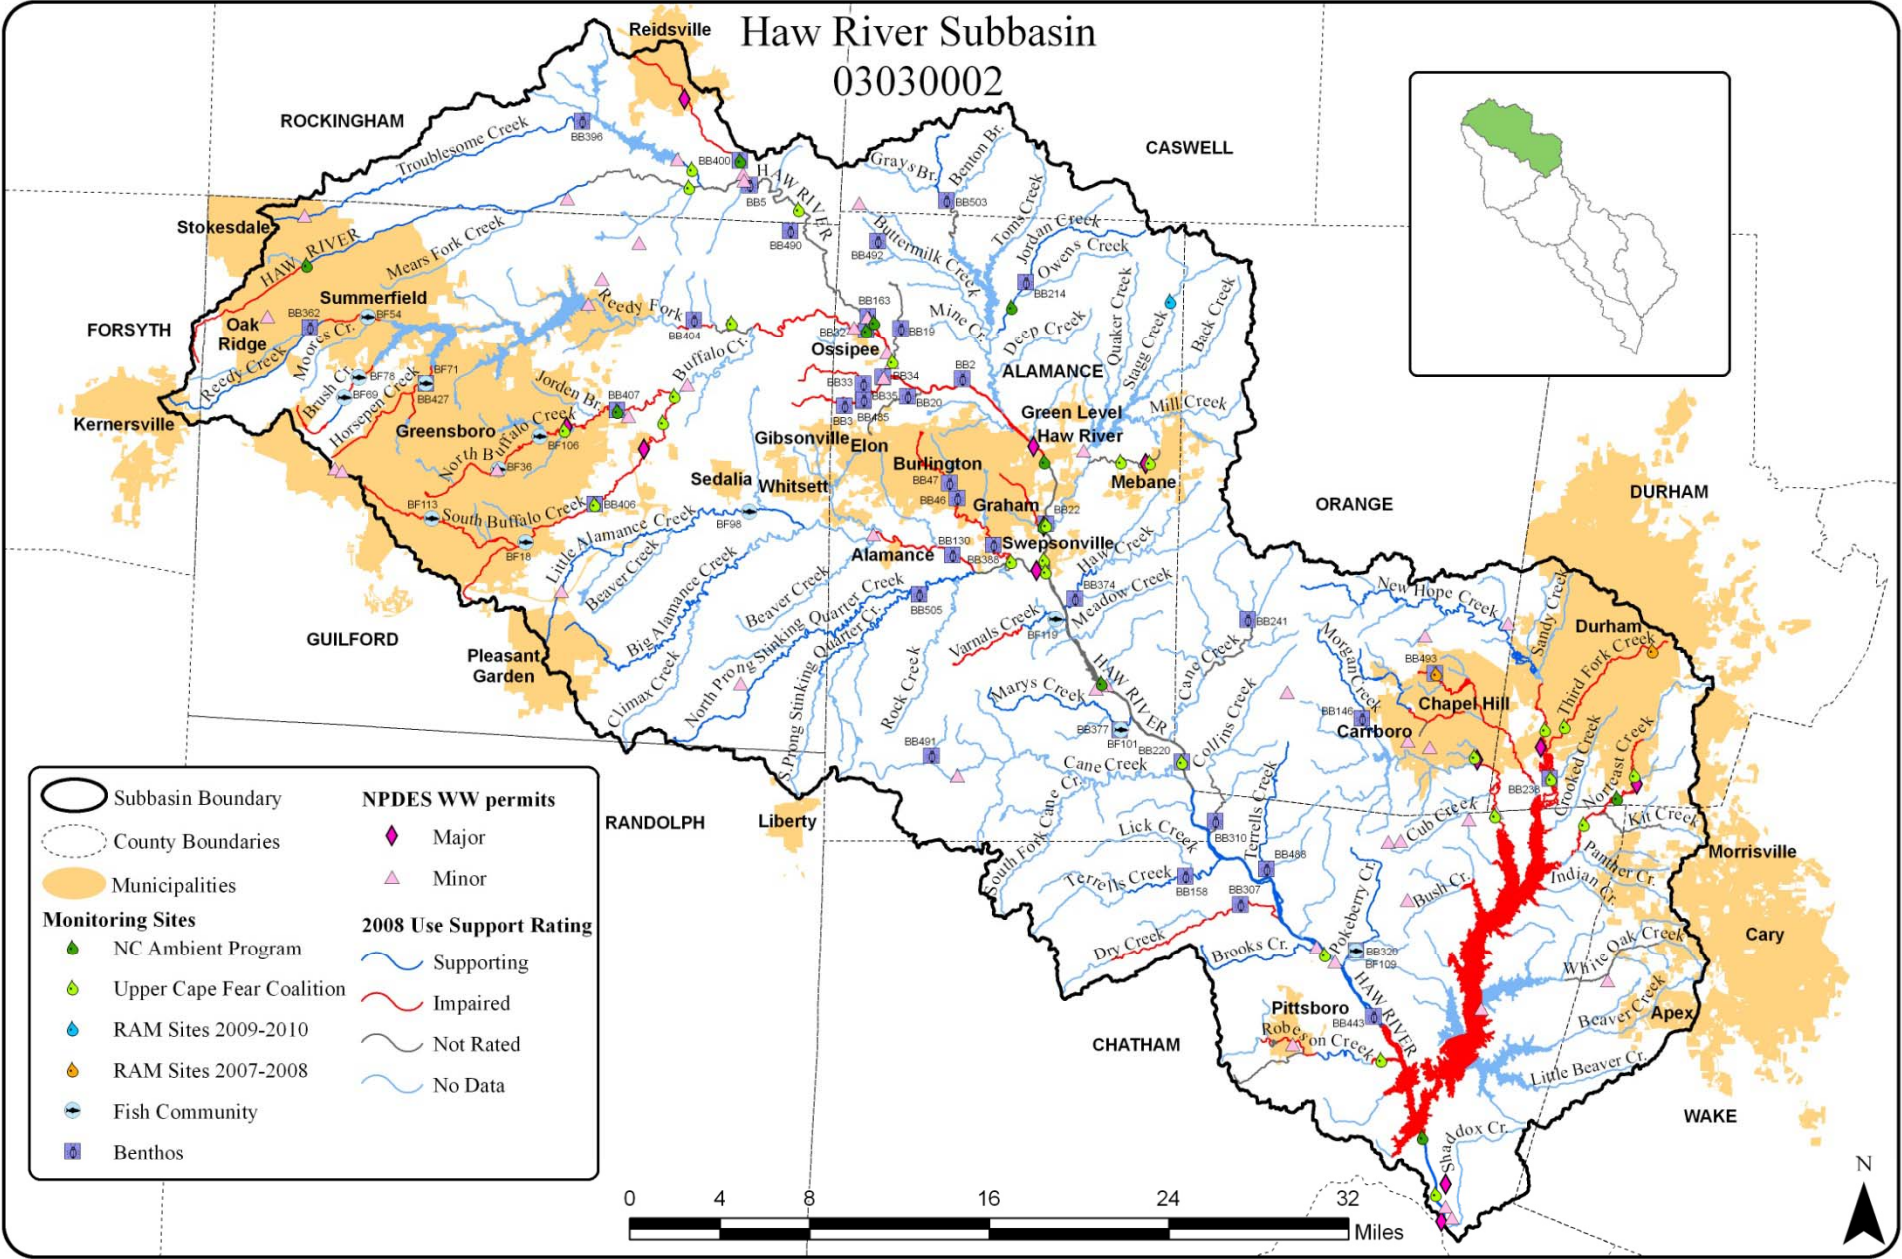 Haw River Subbasin
03030002
Reidsville
ROCKINGHAM
CASWELL
Troublesome Creek
BB396
BB400
HAW RIVER
BB5
BB490
Grays Br.
Benton Br.
BB503
Stokesdale
HAW RIVER
Mears Fork Creek
Buttermilk Creek
BB492
Toms Creek
Jordan Creek
Owens Creek
BB214
Summerfield
BB362
BF54
FORSYTH
Oak
Ridge
Moores Cr.
Reedy Creek
Reedy Fork
BB404
Buffalo Cr.
BB163
BB327
BB19
Ossipee
Mine Cr.
Deep Creek
Quaker Creek
Stagg Creek
Back Creek
Brush Cr.
BF78
BF69
BF71
BB427
Horsepen Creek
Kernersville
Greensboro
Jorden Br.
BB407
North Buffalo Creek
BF106
BF36
BB33
BB34
BB35
BB2
BB20
BB3
BB485
ALAMANCE
Green Level
Haw River
Mill Creek
Gibsonville
Elon
Burlington
BB47
BB46
Graham
BB22
Mebane
Sedalia
Whitsett
BF113
South Buffalo Creek
BB406
BF18
Little Alamance Creek
BF98
Beaver Creek
Big Alamance Creek
Alamance
BB130
BB388
Swepsonville
Haw Creek
BB374
Meadow Creek
ORANGE
DURHAM
GUILFORD
Pleasant
Garden
Beaver Creek
North Prong Stinking Quarter Creek
Stinking Quarter Cr.
BB505
Varnals Creek
BF119
BB241
Cane Creek
New Hope Creek
Sandy Creek
Durham
Third Fork Creek
Climax Creek
S.Prong Stinking
Rock Creek
Marys Creek
HAW RIVER
Morgan Creek
BB493
Chapel Hill
BB146
Carrboro
BB491
BB377
BF101
BB220
Cane Creek
Collins Creek
BB238
Crooked Creek
Northeast Creek
RANDOLPH
Liberty
South Fork Cane Cr.
Lick Creek
BB310
Terrells Creek
Terrells Creek
BB158
BB488
BB307
Cub Creek
Kit Creek
Morrisville
Panther Cr.
Indian Cr.
Bush Cr.
Dry Creek
Brooks Cr.
Pokeberry Cr.
BB320
BF109
Cary
White Oak Creek
HAW RIVER
Pittsboro
BB443
Beaver Creek
Apex
Robeson Creek
CHATHAM
Little Beaver Cr.
WAKE
Shaddox Cr.
Subbasin Boundary
County Boundaries
Municipalities
Monitoring Sites
NC Ambient Program
Upper Cape Fear Coalition
RAM Sites 2009-2010
RAM Sites 2007-2008
Fish Community
Benthos
NPDES WW permits
Major
Minor
2008 Use Support Rating
Supporting
Impaired
Not Rated
No Data
0 4 8 16 24 32
Miles
N